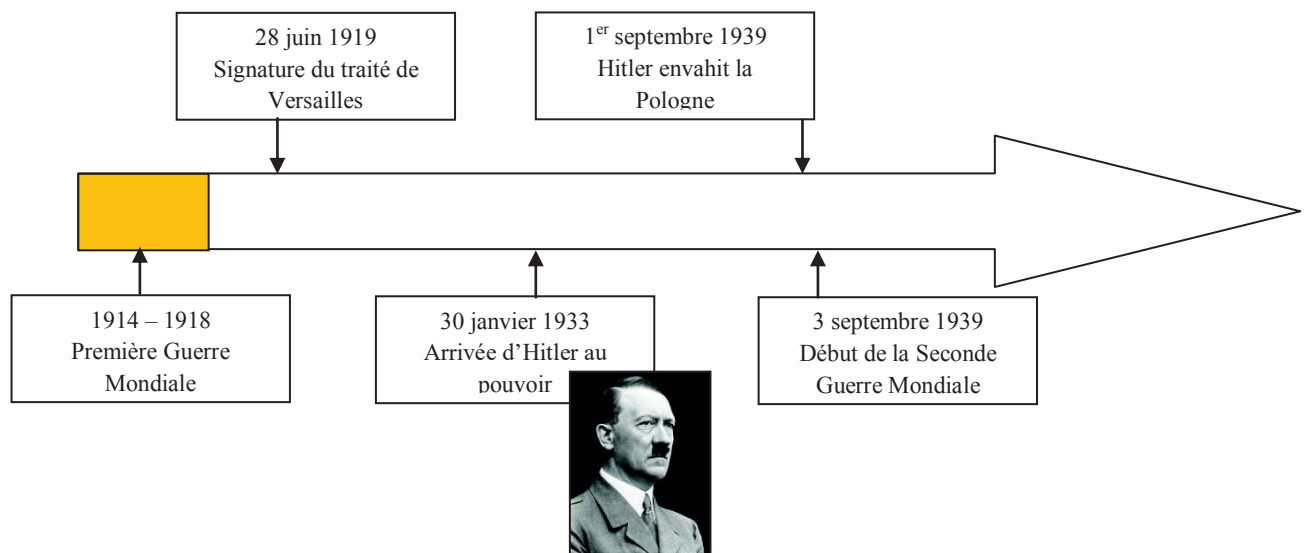 28 juin 1919
Signature du traité de
Versailles
1er septembre 1939
Hitler envahit la
Pologne
1914 – 1918
Première Guerre
Mondiale
30 janvier 1933
Arrivée d’Hitler au
pouvoir
3 septembre 1939
Début de la Seconde
Guerre Mondiale